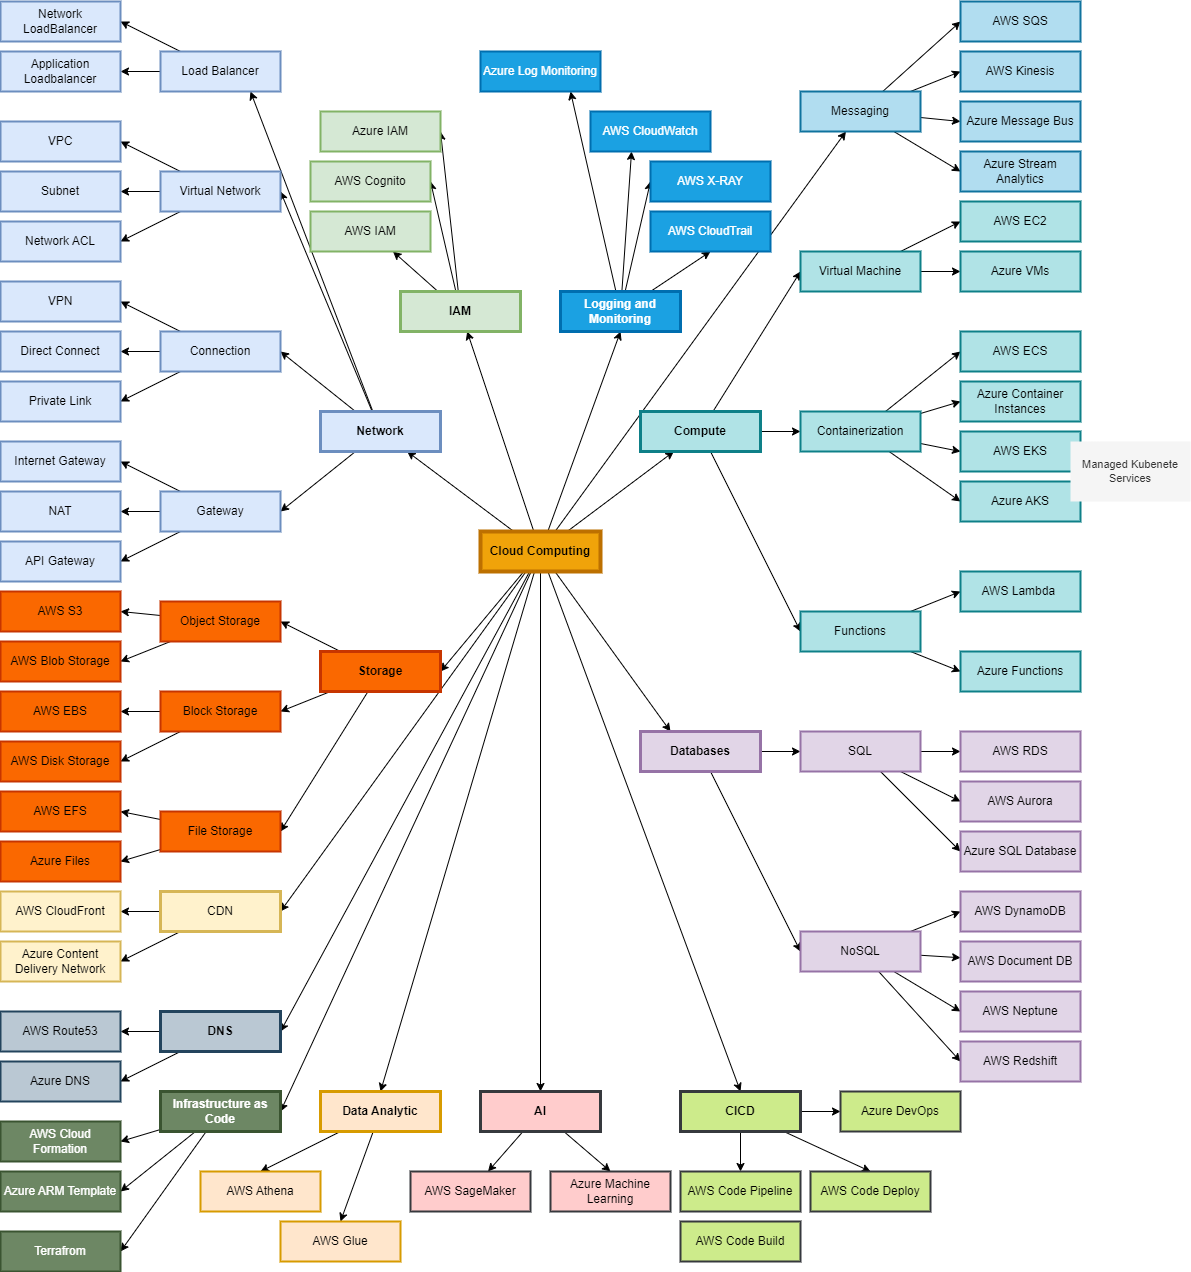 Network
LoadBalancer
Application
Loadbalancer
Load Balancer
VPC
Subnet
Network ACL
Virtual Network
VPN
Direct Connect
Private Link
Connection
Internet Gateway
NAT
API Gateway
Gateway
Network
Azure IAM
AWS Cognito
AWS IAM
IAM
Azure Log Monitoring
AWS CloudWatch
AWS X-RAY
AWS CloudTrail
Logging and
Monitoring
Messaging
AWS SQS
AWS Kinesis
Azure Message Bus
Azure Stream
Analytics
Virtual Machine
AWS EC2
Azure VMs
Compute
Containerization
AWS ECS
Azure Container
Instances
AWS EKS
Azure AKS
Managed Kubenete
Services
Functions
AWS Lambda
Azure Functions
Cloud Computing
AWS S3
AWS Blob Storage
Object Storage
Storage
AWS EBS
AWS Disk Storage
Block Storage
AWS EFS
Azure Files
File Storage
AWS CloudFront
Azure Content
Delivery Network
CDN
AWS Route53
Azure DNS
DNS
Infrastructure as
Code
AWS Cloud
Formation
Azure ARM Template
Terrafrom
Databases
SQL
AWS RDS
AWS Aurora
Azure SQL Database
NoSQL
AWS DynamoDB
AWS Document DB
AWS Neptune
AWS Redshift
Data Analytic
AWS Athena
AWS Glue
AI
AWS SageMaker
Azure Machine
Learning
CICD
Azure DevOps
AWS Code Pipeline
AWS Code Deploy
AWS Code Build